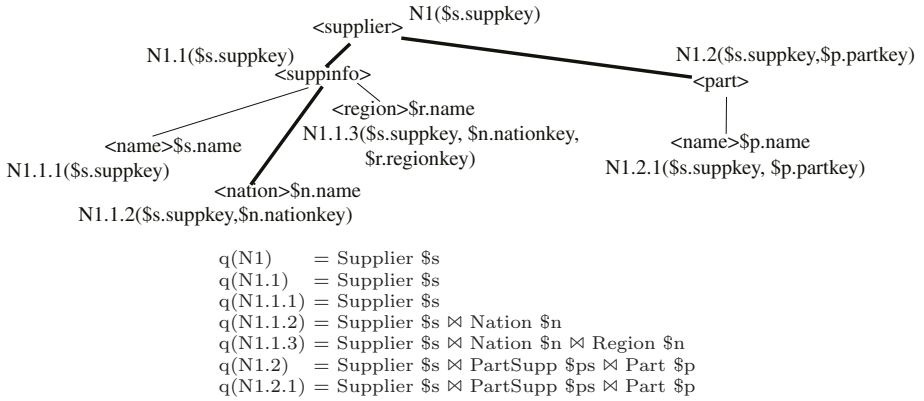 <supplier> N1($s.suppkey)
N1.1($s.suppkey)
<suppinfo>
N1.2($s.suppkey,$p.partkey)
<part>
<region>$r.name
N1.1.3($s.suppkey, $n.nationkey,
$r.regionkey)
<name>$s.name
N1.1.1($s.suppkey)
<name>$p.name
N1.2.1($s.suppkey, $p.partkey)
<nation>$n.name
N1.1.2($s.suppkey,$n.nationkey)
q(N1) = Supplier $s
q(N1.1) = Supplier $s
q(N1.1.1) = Supplier $s
q(N1.1.2) = Supplier $s ⋈ Nation $n
q(N1.1.3) = Supplier $s ⋈ Nation $n ⋈ Region $n
q(N1.2) = Supplier $s ⋈ PartSupp $ps ⋈ Part $p
q(N1.2.1) = Supplier $s ⋈ PartSupp $ps ⋈ Part $p